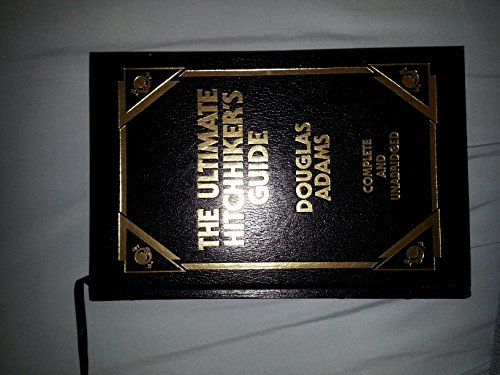 THE ULTIMATE
HITCHHIKER'S
GUIDE
DOUGLAS
ADAMS
COMPLETE
AND
UNABRIDGED